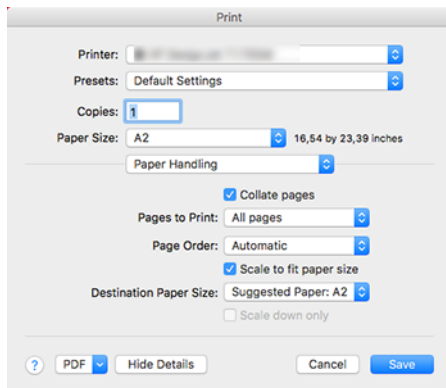 Print
Printer:
Presets: Default Settings
Copies: 1
Paper Size: A2 16,54 by 23,39 inches
Paper Handling
Collate pages
Pages to Print: All pages
Page Order: Automatic
Scale to fit paper size
Destination Paper Size: Suggested Paper: A2
Scale down only
? PDF Hide Details Cancel Save